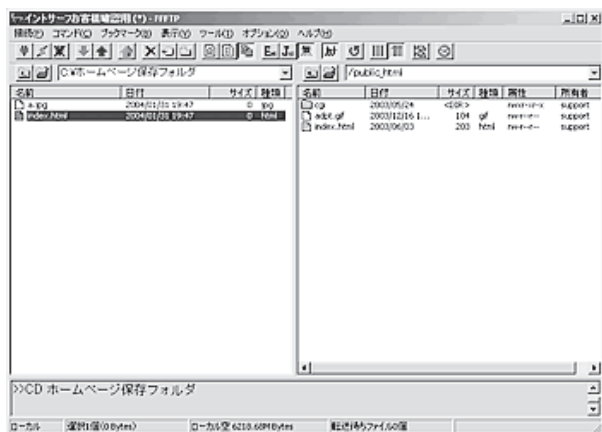 イントサーフお客様確認用 (*) - FFFTP
接続(F) コマンド(C) ブックマーク(B) 表示(V) ツール(T) オプション(O) ヘルプ(H)
C:¥ホームページ保存フォルダ
/public_html
名前 日付 サイズ 種類
名前 日付 サイズ 種類 属性 所有者
a.jpg 2004/01/31 19:47 0 jpg
index.html 2004/01/31 19:47 0 html
cgi 2003/05/24 <DIR> rwxr-xr-x support
adpt.gif 2003/12/16 1... 104 gif rw-r--r-- support
index.html 2003/06/03 203 html rw-r--r-- support
>>CD ホームページ保存フォルダ
ローカル 選択1個(0 Bytes) ローカル空 6218.68M Bytes 転送待ちファイル0個